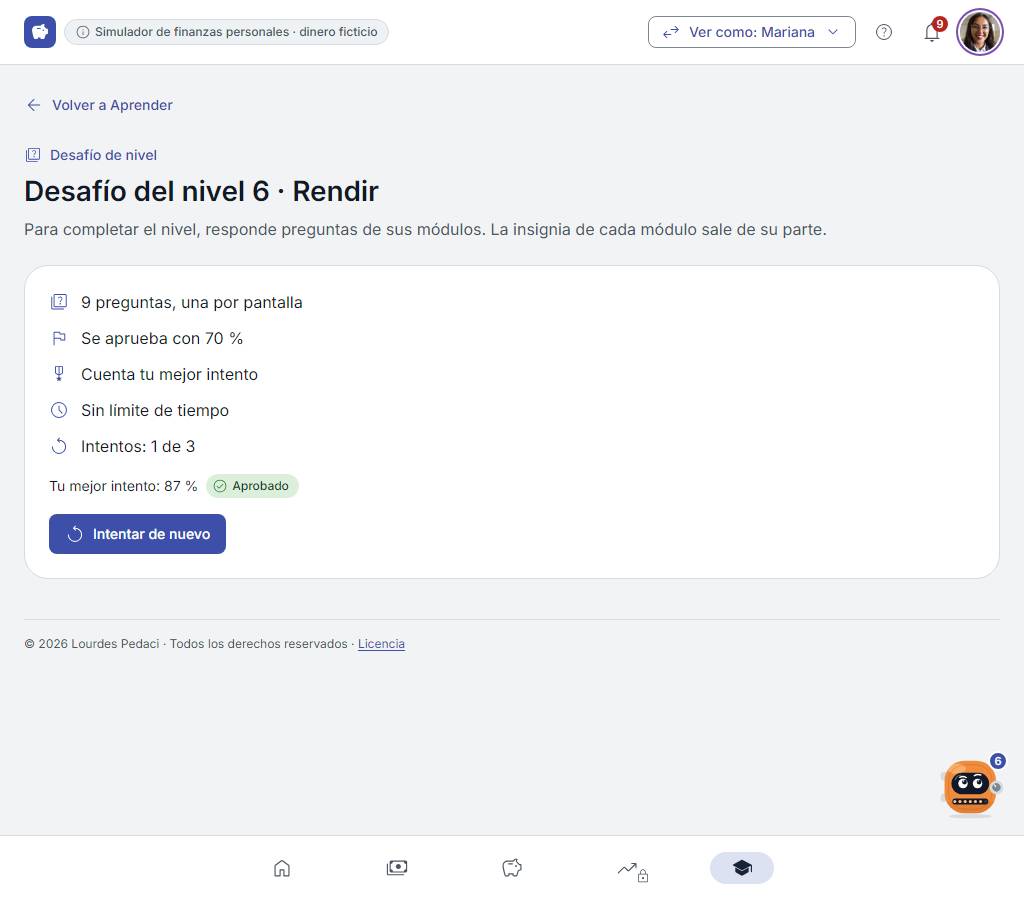 Simulador de finanzas personales · dinero ficticio
Ver como: Mariana
9
Volver a Aprender
Desafío de nivel
Desafío del nivel 6 · Rendir
Para completar el nivel, responde preguntas de sus módulos. La insignia de cada módulo sale de su parte.
9 preguntas, una por pantalla
Se aprueba con 70 %
Cuenta tu mejor intento
Sin límite de tiempo
Intentos: 1 de 3
Tu mejor intento: 87 % Aprobado
Intentar de nuevo
© 2026 Lourdes Pedaci · Todos los derechos reservados · Licencia
6